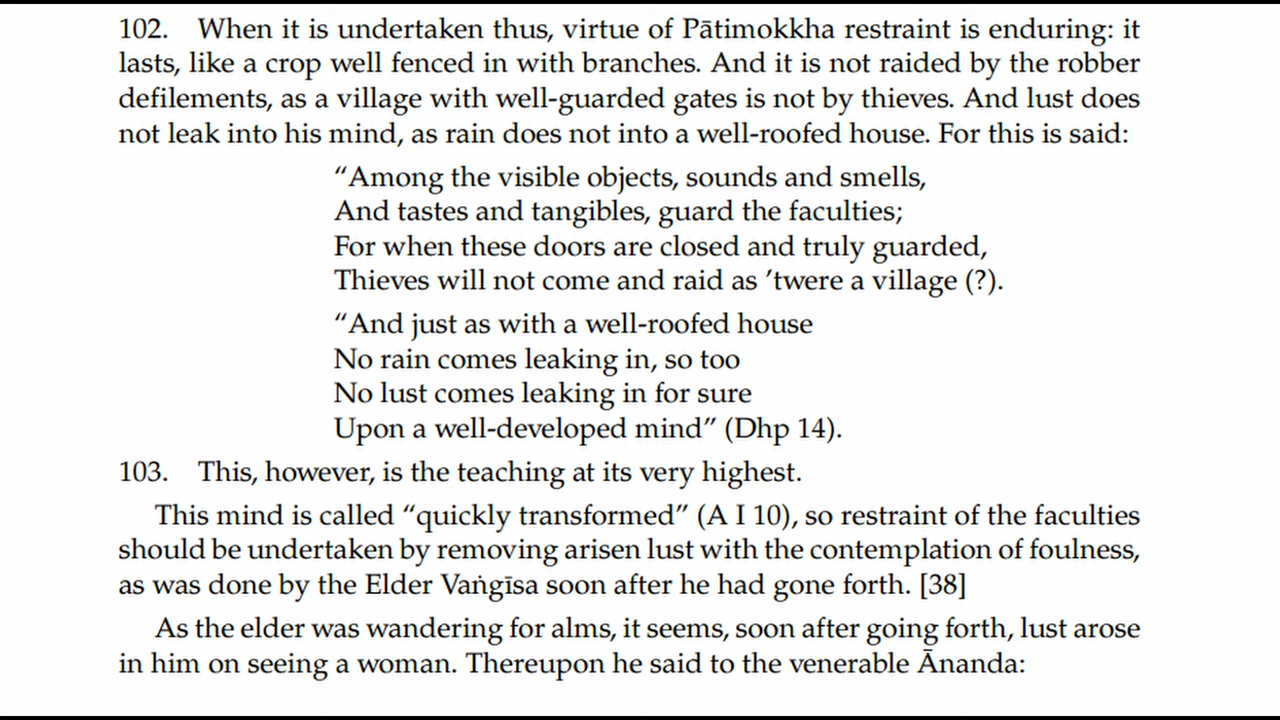 102. When it is undertaken thus, virtue of Pātimokkha restraint is enduring: it
lasts, like a crop well fenced in with branches. And it is not raided by the robber
defilements, as a village with well-guarded gates is not by thieves. And lust does
not leak into his mind, as rain does not into a well-roofed house. For this is said:
“Among the visible objects, sounds and smells,
And tastes and tangibles, guard the faculties;
For when these doors are closed and truly guarded,
Thieves will not come and raid as ’twere a village (?).
“And just as with a well-roofed house
No rain comes leaking in, so too
No lust comes leaking in for sure
Upon a well-developed mind” (Dhp 14).
103. This, however, is the teaching at its very highest.
This mind is called “quickly transformed” (A I 10), so restraint of the faculties
should be undertaken by removing arisen lust with the contemplation of foulness,
as was done by the Elder Vaṅgīsa soon after he had gone forth. [38]
As the elder was wandering for alms, it seems, soon after going forth, lust arose
in him on seeing a woman. Thereupon he said to the venerable Ānanda: